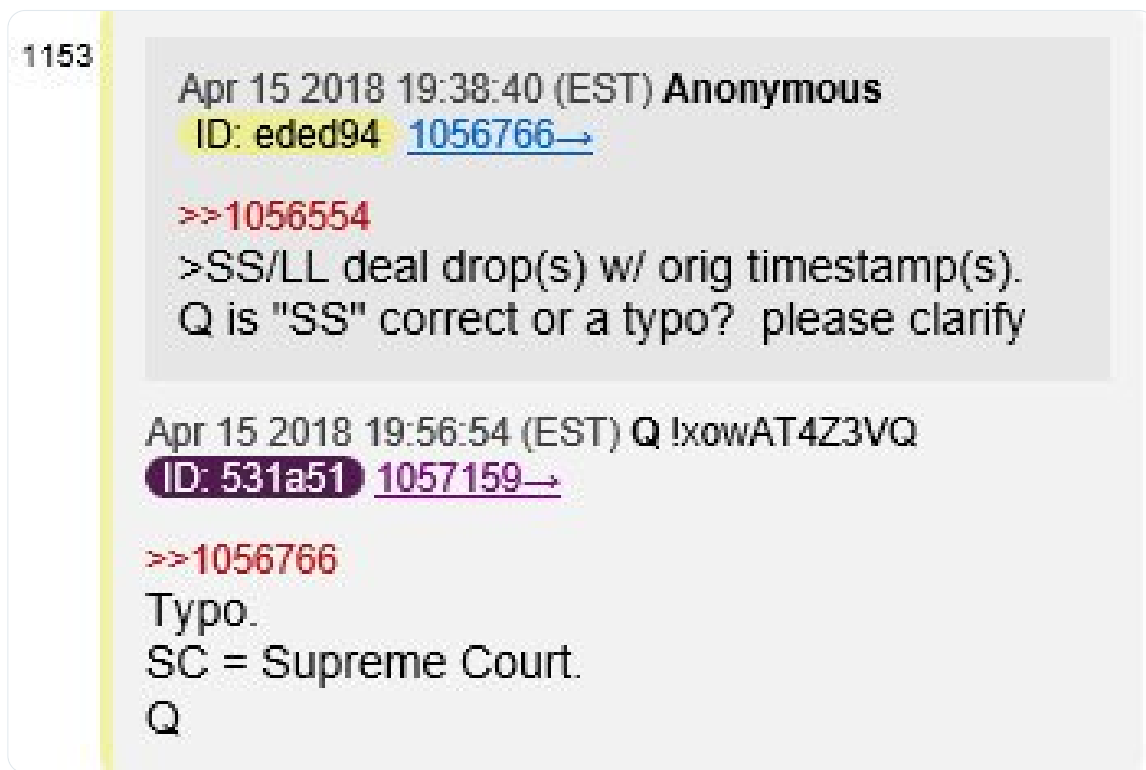 1153
Apr 15 2018 19:38:40 (EST) Anonymous
ID: eded94 1056766→
>>1056554
>SS/LL deal drop(s) w/ orig timestamp(s).
Q is "SS" correct or a typo?  please clarify
Apr 15 2018 19:56:54 (EST) Q !xowAT4Z3VQ
ID: 531a51 1057159→
>>1056766
Typo.
SC = Supreme Court.
Q